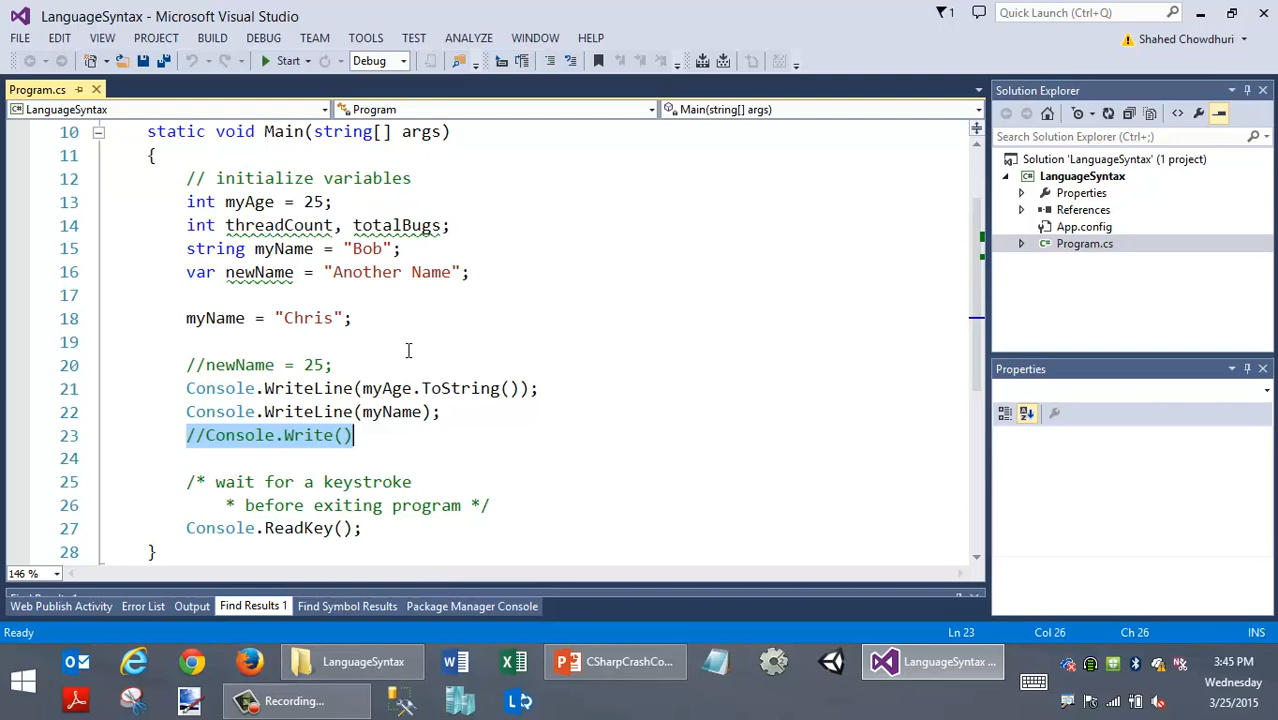 LanguageSyntax - Microsoft Visual Studio
1
Quick Launch (Ctrl+Q)
FILE EDIT VIEW PROJECT BUILD DEBUG TEAM TOOLS TEST ANALYZE WINDOW HELP
Shahed Chowdhuri
Start
Debug
Program.cs
LanguageSyntax
Program
Main(string[] args)
10 static void Main(string[] args)
11 {
12 // initialize variables
13 int myAge = 25;
14 int threadCount, totalBugs;
15 string myName = "Bob";
16 var newName = "Another Name";
17
18 myName = "Chris";
19
20 //newName = 25;
21 Console.WriteLine(myAge.ToString());
22 Console.WriteLine(myName);
23 //Console.Write()
24
25 /* wait for a keystroke
26 * before exiting program */
27 Console.ReadKey();
28 }
146 %
Solution Explorer
Search Solution Explorer (Ctrl+;)
Solution 'LanguageSyntax' (1 project)
LanguageSyntax
Properties
References
App.config
Program.cs
Properties
Web Publish Activity Error List Output Find Results 1 Find Symbol Results Package Manager Console
Ready
Ln 23 Col 26 Ch 26 INS
LanguageSyntax
CSharpCrashCo...
LanguageSyntax ...
Recording...
3:45 PM
Wednesday
3/25/2015